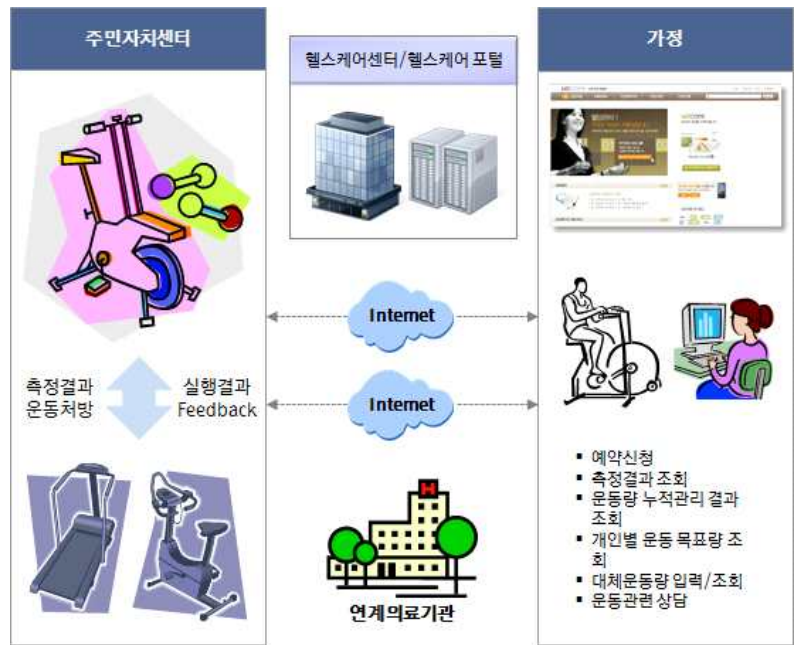 주민자치센터
헬스케어센터/헬스케어 포털
가정
Internet
측정결과
운동처방
실행결과
Feedback
Internet
H
연계의료기관
▪ 예약신청
▪ 측정결과 조회
▪ 운동량 누적관리 결과
조회
▪ 개인별 운동 목표량 조
회
▪ 대체운동량 입력/조회
▪ 운동관련 상담